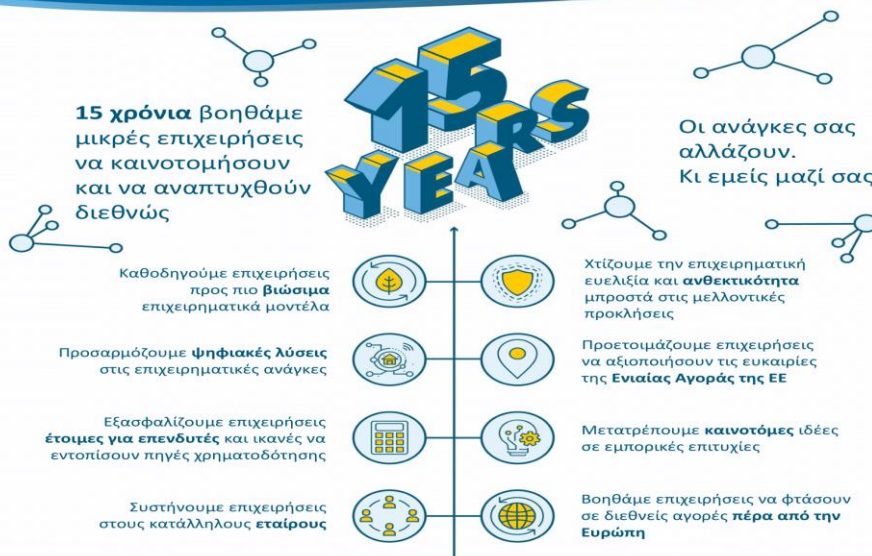 15 YEARS
15 χρόνια βοηθάμε
μικρές επιχειρήσεις
να καινοτομήσουν
και να αναπτυχθούν
διεθνώς
Οι ανάγκες σας
αλλάζουν.
Κι εμείς μαζί σας
Καθοδηγούμε επιχειρήσεις
προς πιο βιώσιμα
επιχειρηματικά μοντέλα
Χτίζουμε την επιχειρηματική
ευελιξία και ανθεκτικότητα
μπροστά στις μελλοντικές
προκλήσεις
Προσαρμόζουμε ψηφιακές λύσεις
στις επιχειρηματικές ανάγκες
Προετοιμάζουμε επιχειρήσεις
να αξιοποιήσουν τις ευκαιρίες
της Ενιαίας Αγοράς της ΕΕ
Εξασφαλίζουμε επιχειρήσεις
έτοιμες για επενδυτές και ικανές να
εντοπίσουν πηγές χρηματοδότησης
Μετατρέπουμε καινοτόμες ιδέες
σε εμπορικές επιτυχίες
Συστήνουμε επιχειρήσεις
στους κατάλληλους εταίρους
Βοηθάμε επιχειρήσεις να φτάσουν
σε διεθνείς αγορές πέρα από την
Ευρώπη